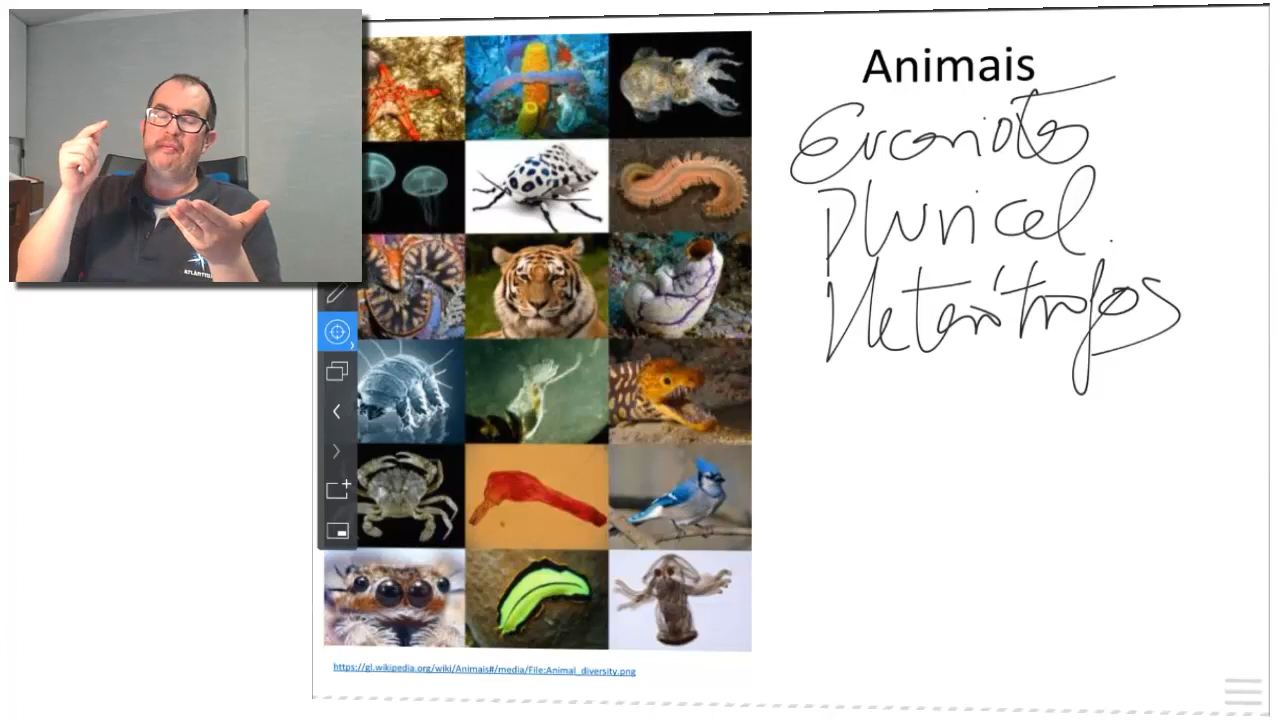 Animais
Eucariotas
Pluricel.
Heterótrofos
https://gl.wikipedia.org/wiki/Animais#/media/File:Animal_diversity.png